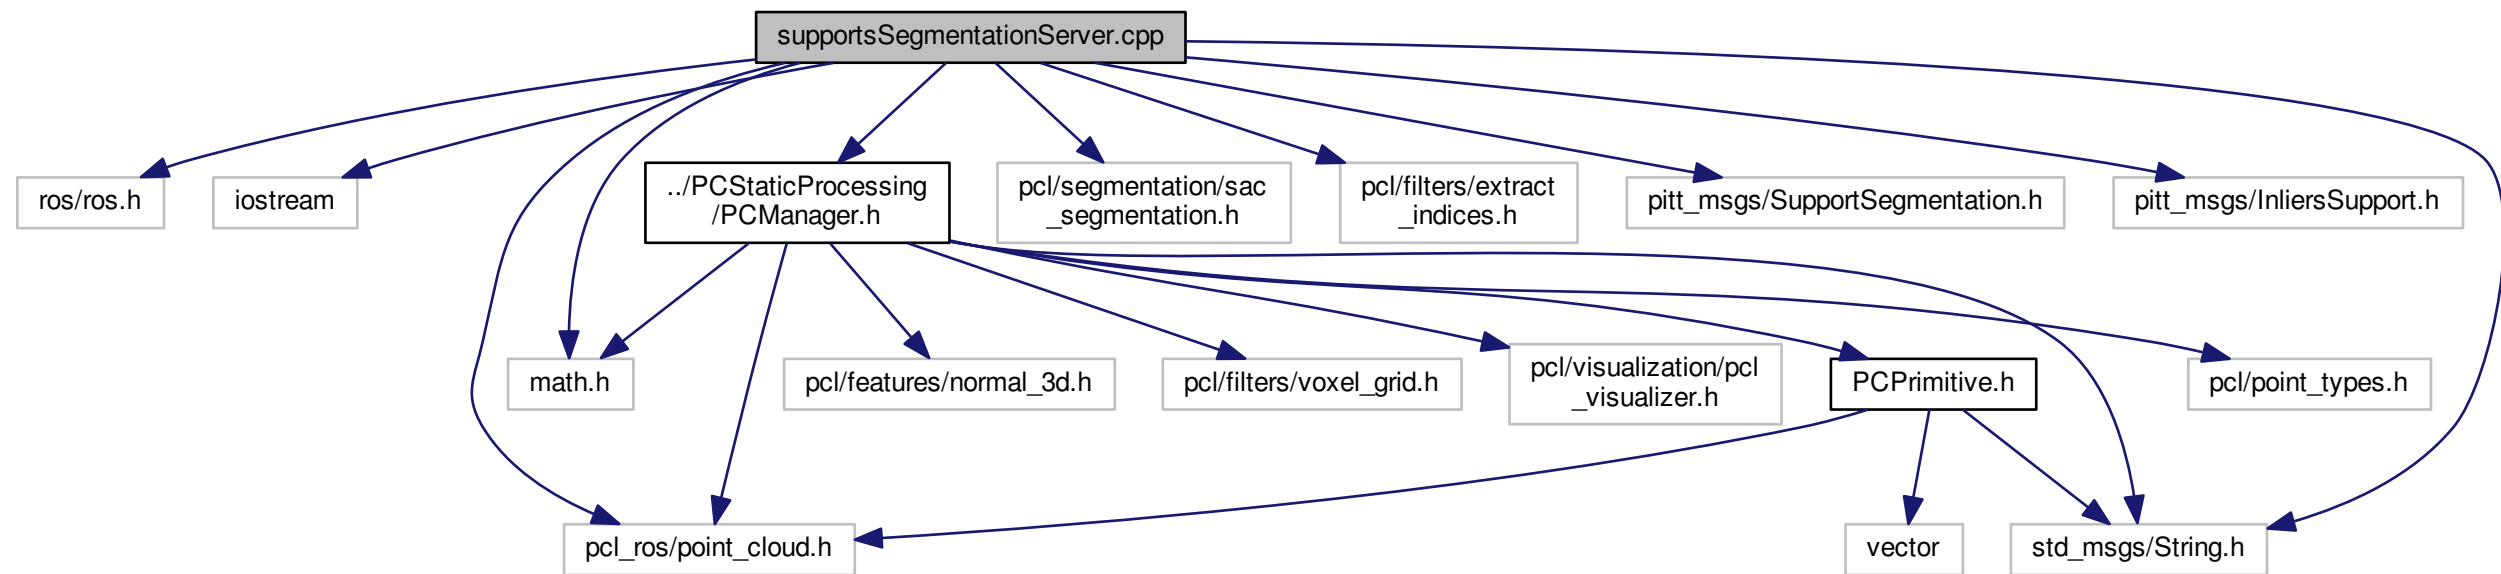 supportsSegmentationServer.cpp
ros/ros.h
iostream
../PCStaticProcessing
/PCManager.h
pcl/segmentation/sac
_segmentation.h
pcl/filters/extract
_indices.h
pitt_msgs/SupportSegmentation.h
pitt_msgs/InliersSupport.h
math.h
pcl/features/normal_3d.h
pcl/filters/voxel_grid.h
pcl/visualization/pcl
_visualizer.h
PCPrimitive.h
pcl/point_types.h
pcl_ros/point_cloud.h
vector
std_msgs/String.h